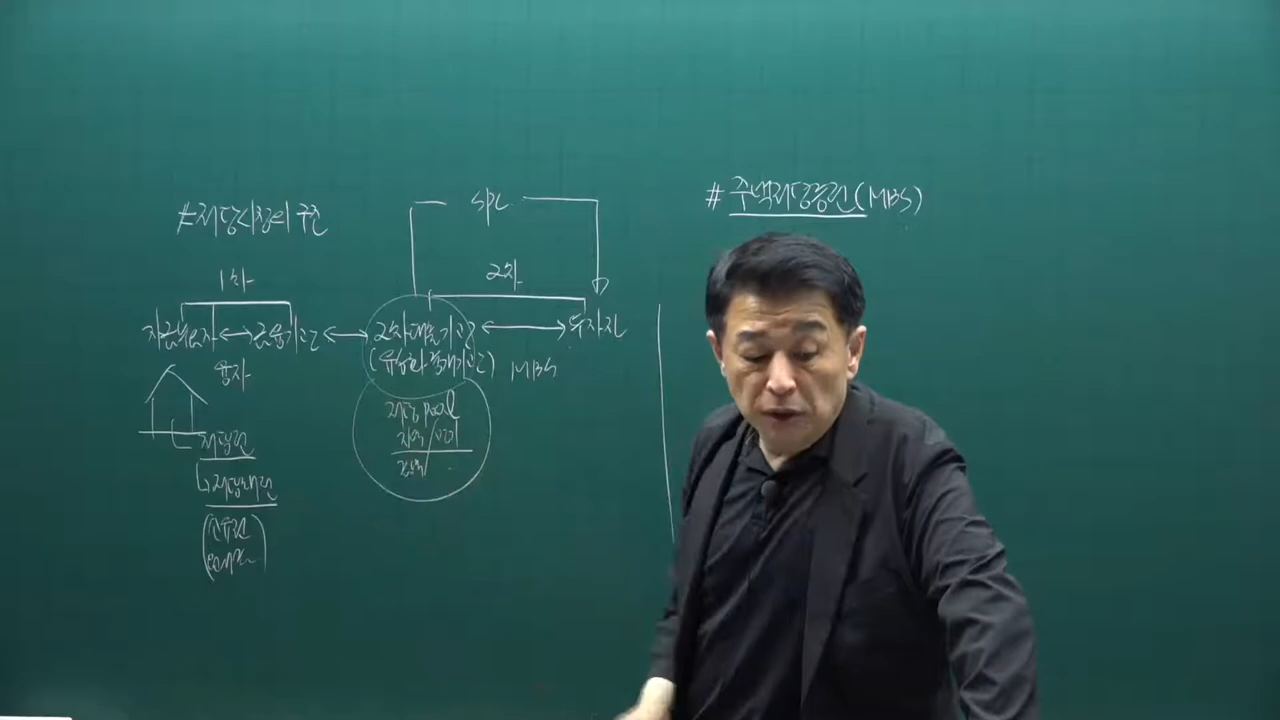 #저당시장의 구조
1차
자금수요자 ↔ 금융기관
융자
저당권
↳저당채권
SPC
2차
2차대출기관 ↔ 투자자
(유동화중개기관) MBS
저당 pool
#주택저당증권(MBS)